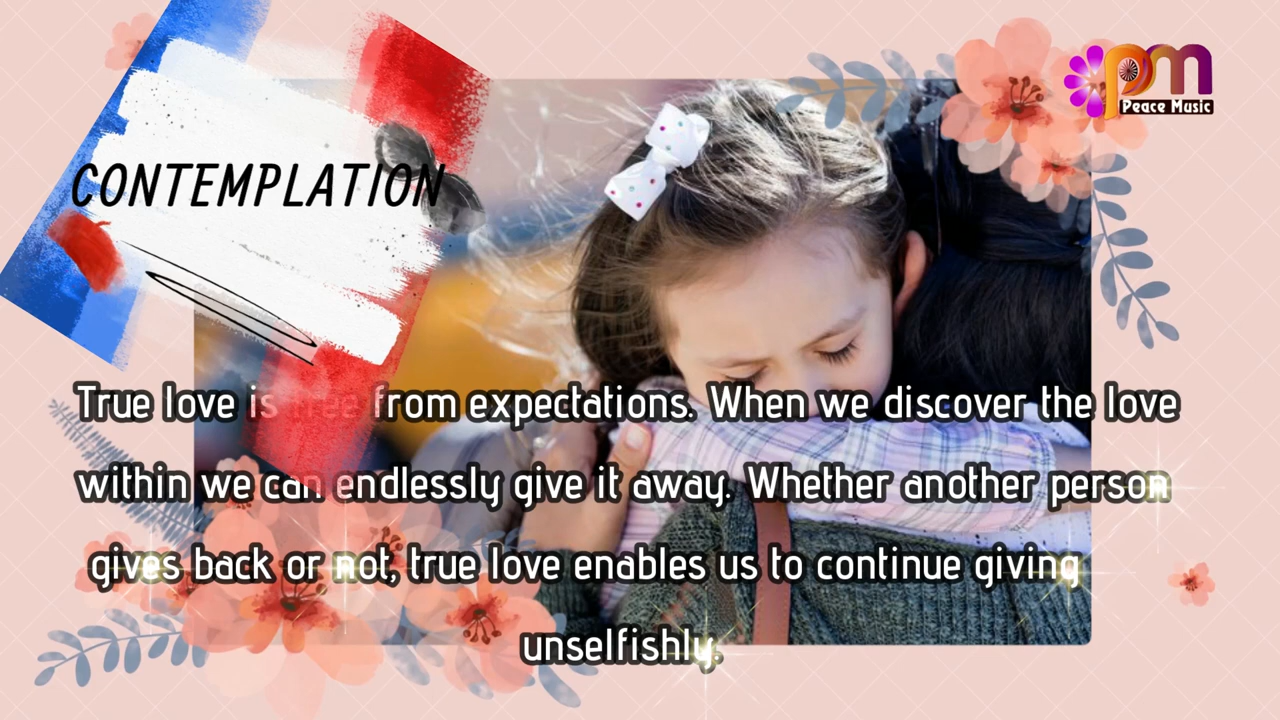 pm
Peace Music
CONTEMPLATION
True love is free from expectations. When we discover the love
within we can endlessly give it away. Whether another person
gives back or not, true love enables us to continue giving
unselfishly.